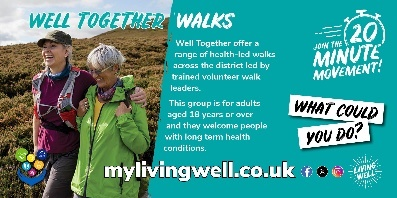 WELL TOGETHER WALKS
Well Together offer a
range of health-led walks
across the district led by
trained volunteer walk
leaders.
This group is for adults
aged 18 years or over
and they welcome people
with long term health
conditions.
JOIN THE
20
MINUTE
MOVEMENT!
WHAT COULD
YOU DO?
mylivingwell.co.uk
LIVING
WELL